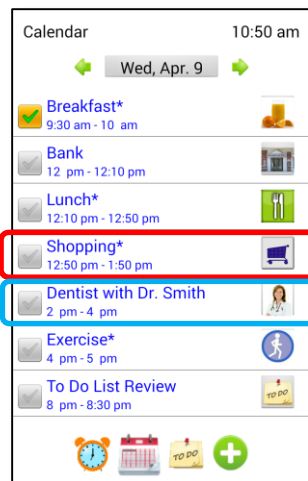 Calendar 10:50 am
Wed, Apr. 9
Breakfast*
9:30 am - 10 am
Bank
12 pm - 12:10 pm
Lunch*
12:10 pm - 12:50 pm
Shopping*
12:50 pm - 1:50 pm
Dentist with Dr. Smith
2 pm - 4 pm
Exercise*
4 pm - 5 pm
To Do List Review
8 pm - 8:30 pm
TO DO
TO DO